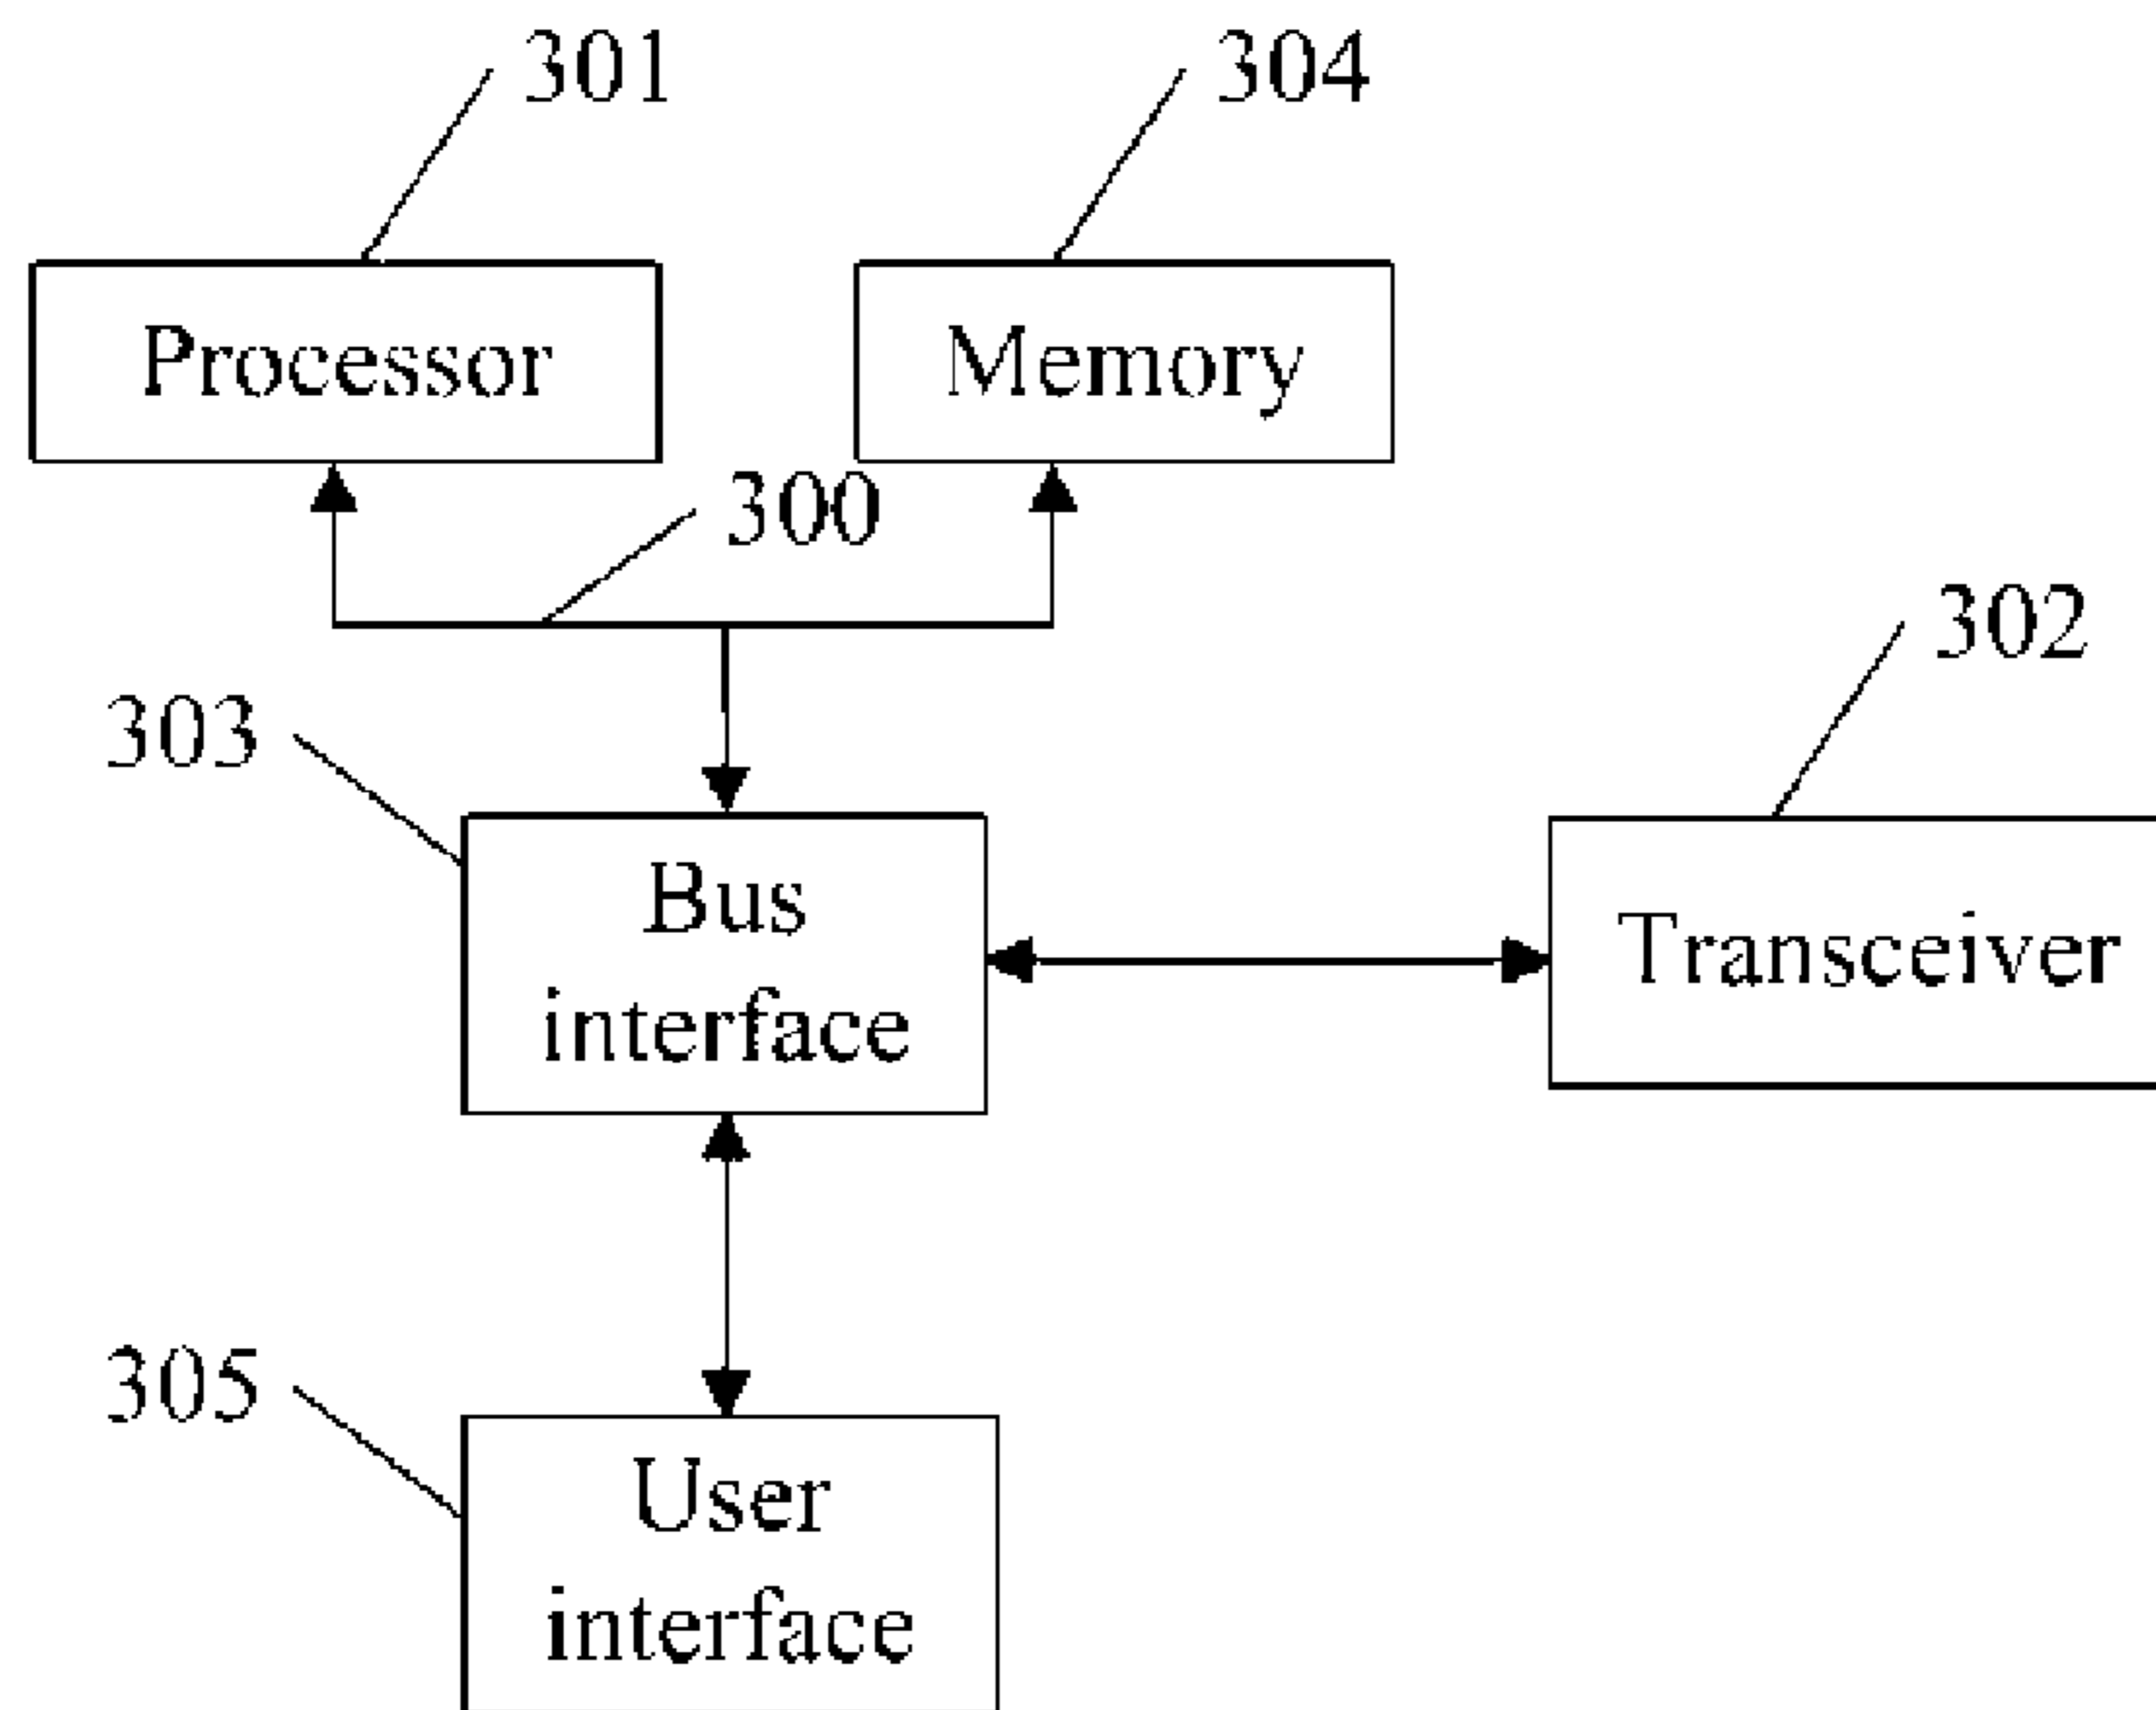 301
304
Processor
Memory
300
302
303
Bus
interface
Transceiver
305
User
interface